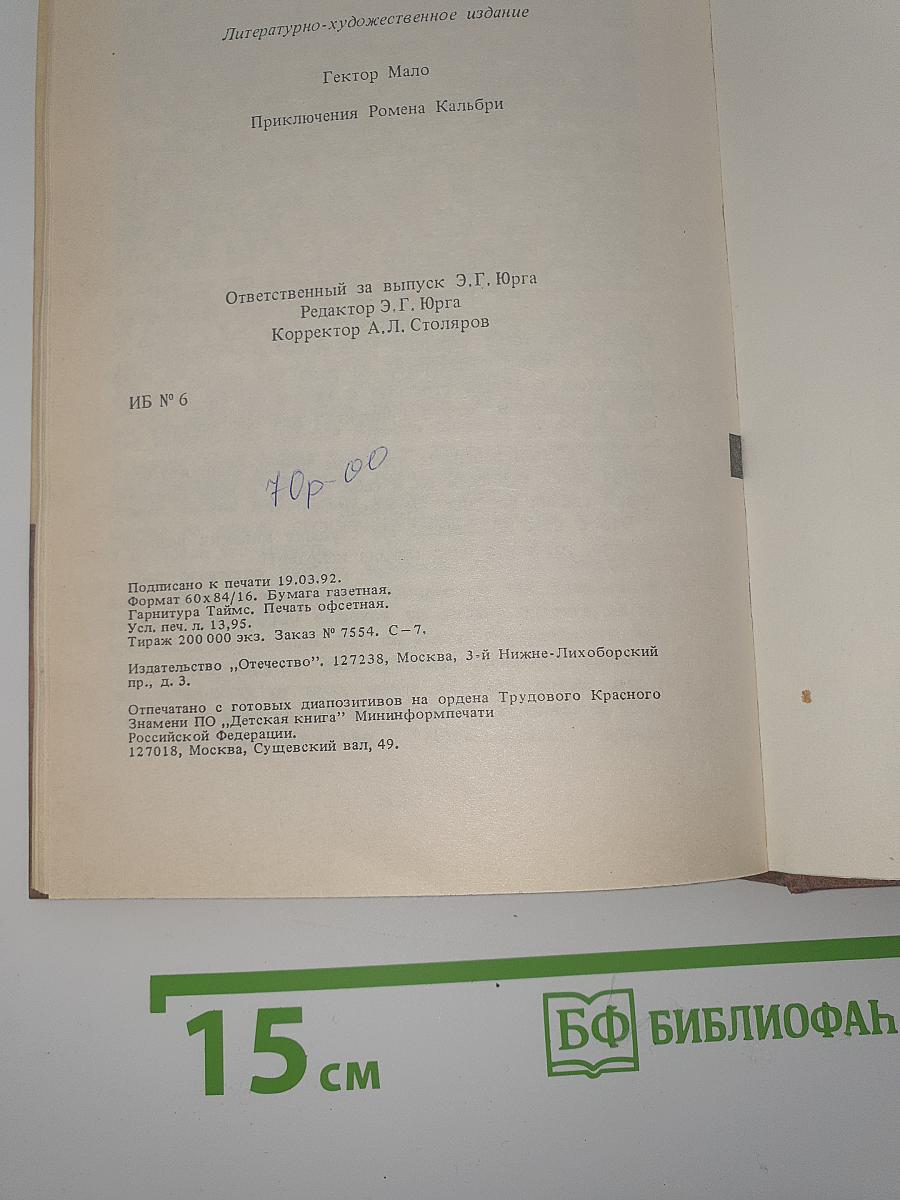 Литературно-художественное издание
Гектор Мало
Приключения Ромена Кальбри
Ответственный за выпуск Э.Г. Юрга
Редактор Э.Г. Юрга
Корректор А.Л. Столяров
ИБ № 6
70р-00
Подписано к печати 19.03.92.
Формат 60х84/16. Бумага газетная.
Гарнитура Таймс. Печать офсетная.
Усл. печ. л. 13,95.
Тираж 200 000 экз. Заказ № 7554. С–7.
Издательство „Отечество”. 127238, Москва, 3-й Нижне-Лихоборский
пр., д. 3.
Отпечатано с готовых диапозитивов на ордена Трудового Красного
Знамени ПО „Детская книга” Мининформпечати
Российской Федерации.
127018, Москва, Сущевский вал, 49.
15 см
БФ БИБЛИОФАН